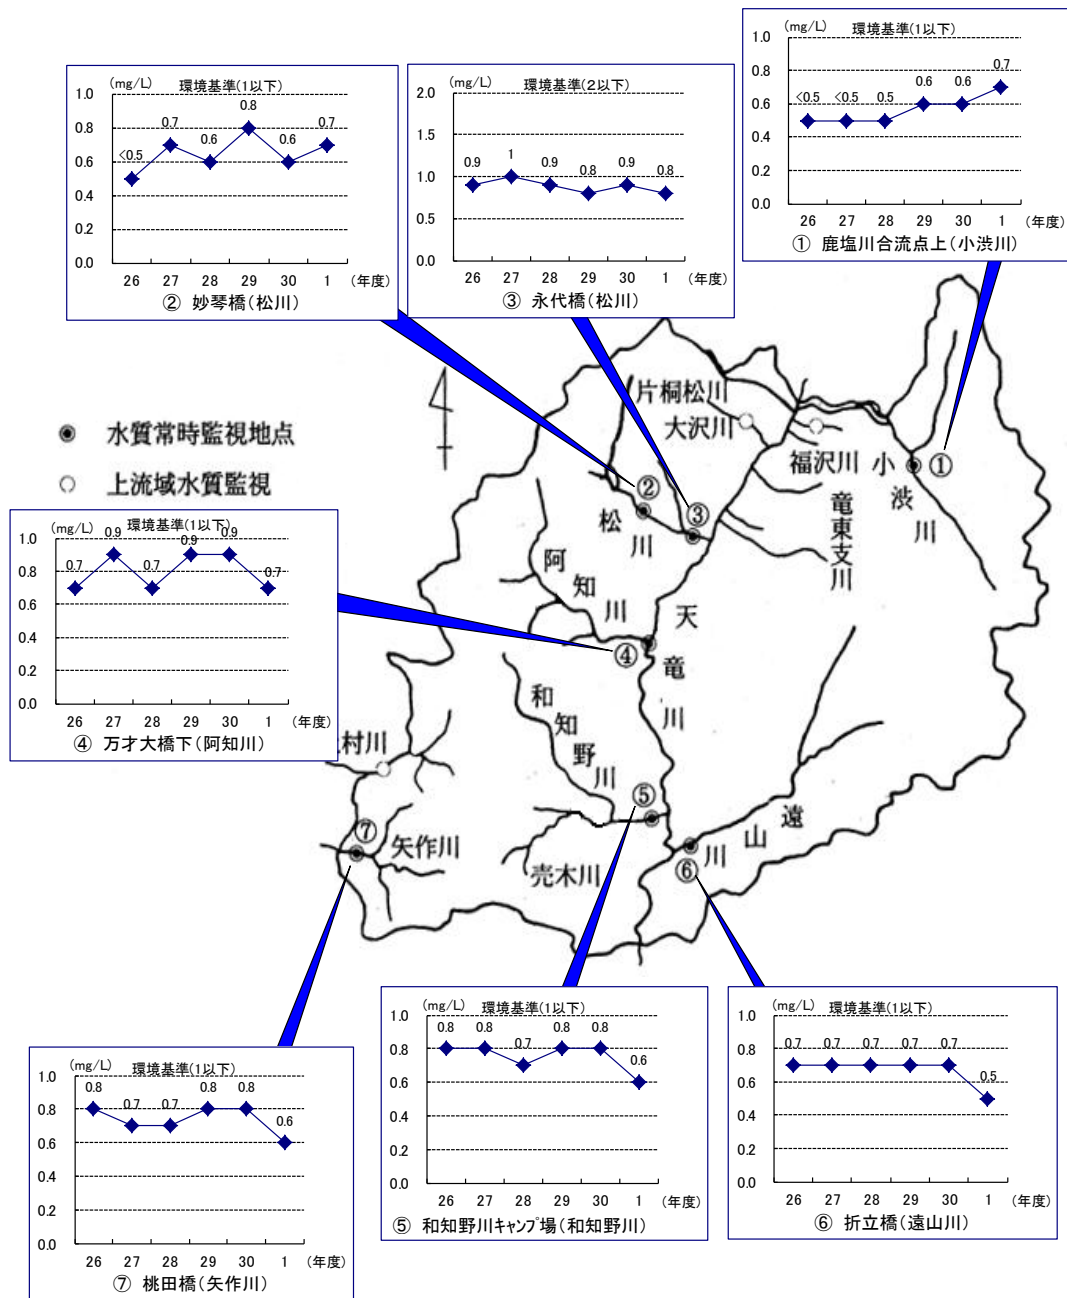 (mg/L) 環境基準(1以下)
1.0
0.8
0.6
0.4
0.2
0.0
<0.5 <0.5 0.5 0.6 0.6 0.7
26 27 28 29 30 1
(年度)
① 鹿塩川合流点上(小渋川)
(mg/L) 環境基準(1以下)
1.0
0.8
0.6
0.4
0.2
0.0
<0.5 0.7 0.6 0.8 0.6 0.7
26 27 28 29 30 1 (年度)
② 妙琴橋(松川)
(mg/L) 環境基準(2以下)
2.0
1.5
1.0
0.5
0.0
0.9 1 0.9 0.8 0.9 0.8
26 27 28 29 30 1 (年度)
③ 永代橋(松川)
水質常時監視地点
上流域水質監視
片桐松川
大沢川
福沢川
小渋川
①
②
③
松川
竜東支川
阿知川
天竜川
④
和知野川
村川
⑤
⑦
矢作川
売木川
遠山川
⑥
(mg/L) 環境基準(1以下)
1.0
0.8
0.6
0.4
0.2
0.0
0.7 0.9 0.7 0.9 0.9 0.7
26 27 28 29 30 1 (年度)
④ 万才大橋下(阿知川)
(mg/L) 環境基準(1以下)
1.0
0.8
0.6
0.4
0.2
0.0
0.8 0.8 0.7 0.8 0.8 0.6
26 27 28 29 30 1 (年度)
⑤ 和知野川キャンプ場(和知野川)
(mg/L) 環境基準(1以下)
1.0
0.8
0.6
0.4
0.2
0.0
0.7 0.7 0.7 0.7 0.7 0.5
26 27 28 29 30 1 (年度)
⑥ 折立橋(遠山川)
(mg/L) 環境基準(1以下)
1.0
0.8
0.6
0.4
0.2
0.0
0.8 0.7 0.7 0.8 0.8 0.6
26 27 28 29 30 1 (年度)
⑦ 桃田橋(矢作川)